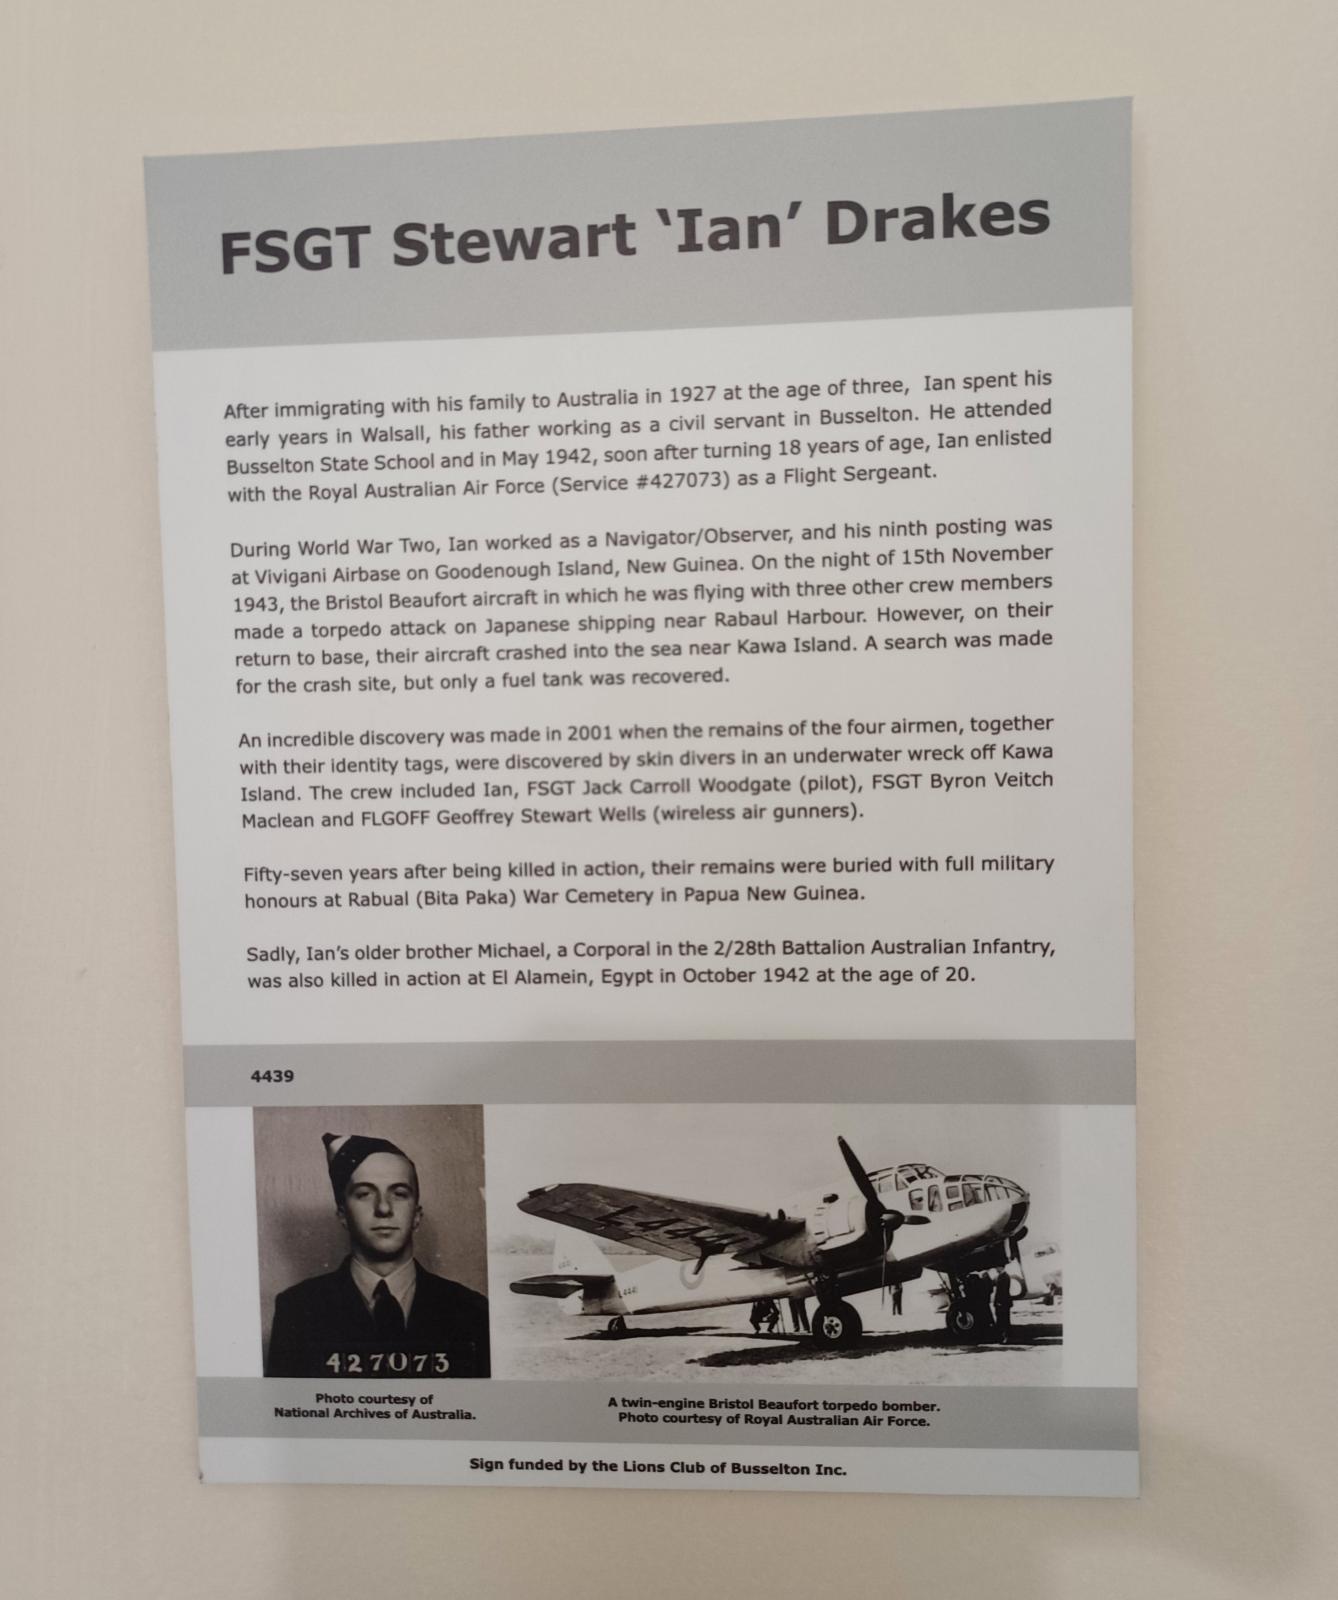 FSGT Stewart ‘Ian’ Drakes
After immigrating with his family to Australia in 1927 at the age of three, Ian spent his
early years in Walsall, his father working as a civil servant in Busselton. He attended
Busselton State School and in May 1942, soon after turning 18 years of age, Ian enlisted
with the Royal Australian Air Force (Service #427073) as a Flight Sergeant.
During World War Two, Ian worked as a Navigator/Observer, and his ninth posting was
at Vivigani Airbase on Goodenough Island, New Guinea. On the night of 15th November
1943, the Bristol Beaufort aircraft in which he was flying with three other crew members
made a torpedo attack on Japanese shipping near Rabaul Harbour. However, on their
return to base, their aircraft crashed into the sea near Kawa Island. A search was made
for the crash site, but only a fuel tank was recovered.
An incredible discovery was made in 2001 when the remains of the four airmen, together
with their identity tags, were discovered by skin divers in an underwater wreck off Kawa
Island. The crew included Ian, FSGT Jack Carroll Woodgate (pilot), FSGT Byron Veitch
Maclean and FLGOFF Geoffrey Stewart Wells (wireless air gunners).
Fifty-seven years after being killed in action, their remains were buried with full military
honours at Rabual (Bita Paka) War Cemetery in Papua New Guinea.
Sadly, Ian’s older brother Michael, a Corporal in the 2/28th Battalion Australian Infantry,
was also killed in action at El Alamein, Egypt in October 1942 at the age of 20.
4439
427073
Photo courtesy of
National Archives of Australia.
A twin-engine Bristol Beaufort torpedo bomber.
Photo courtesy of Royal Australian Air Force.
Sign funded by the Lions Club of Busselton Inc.